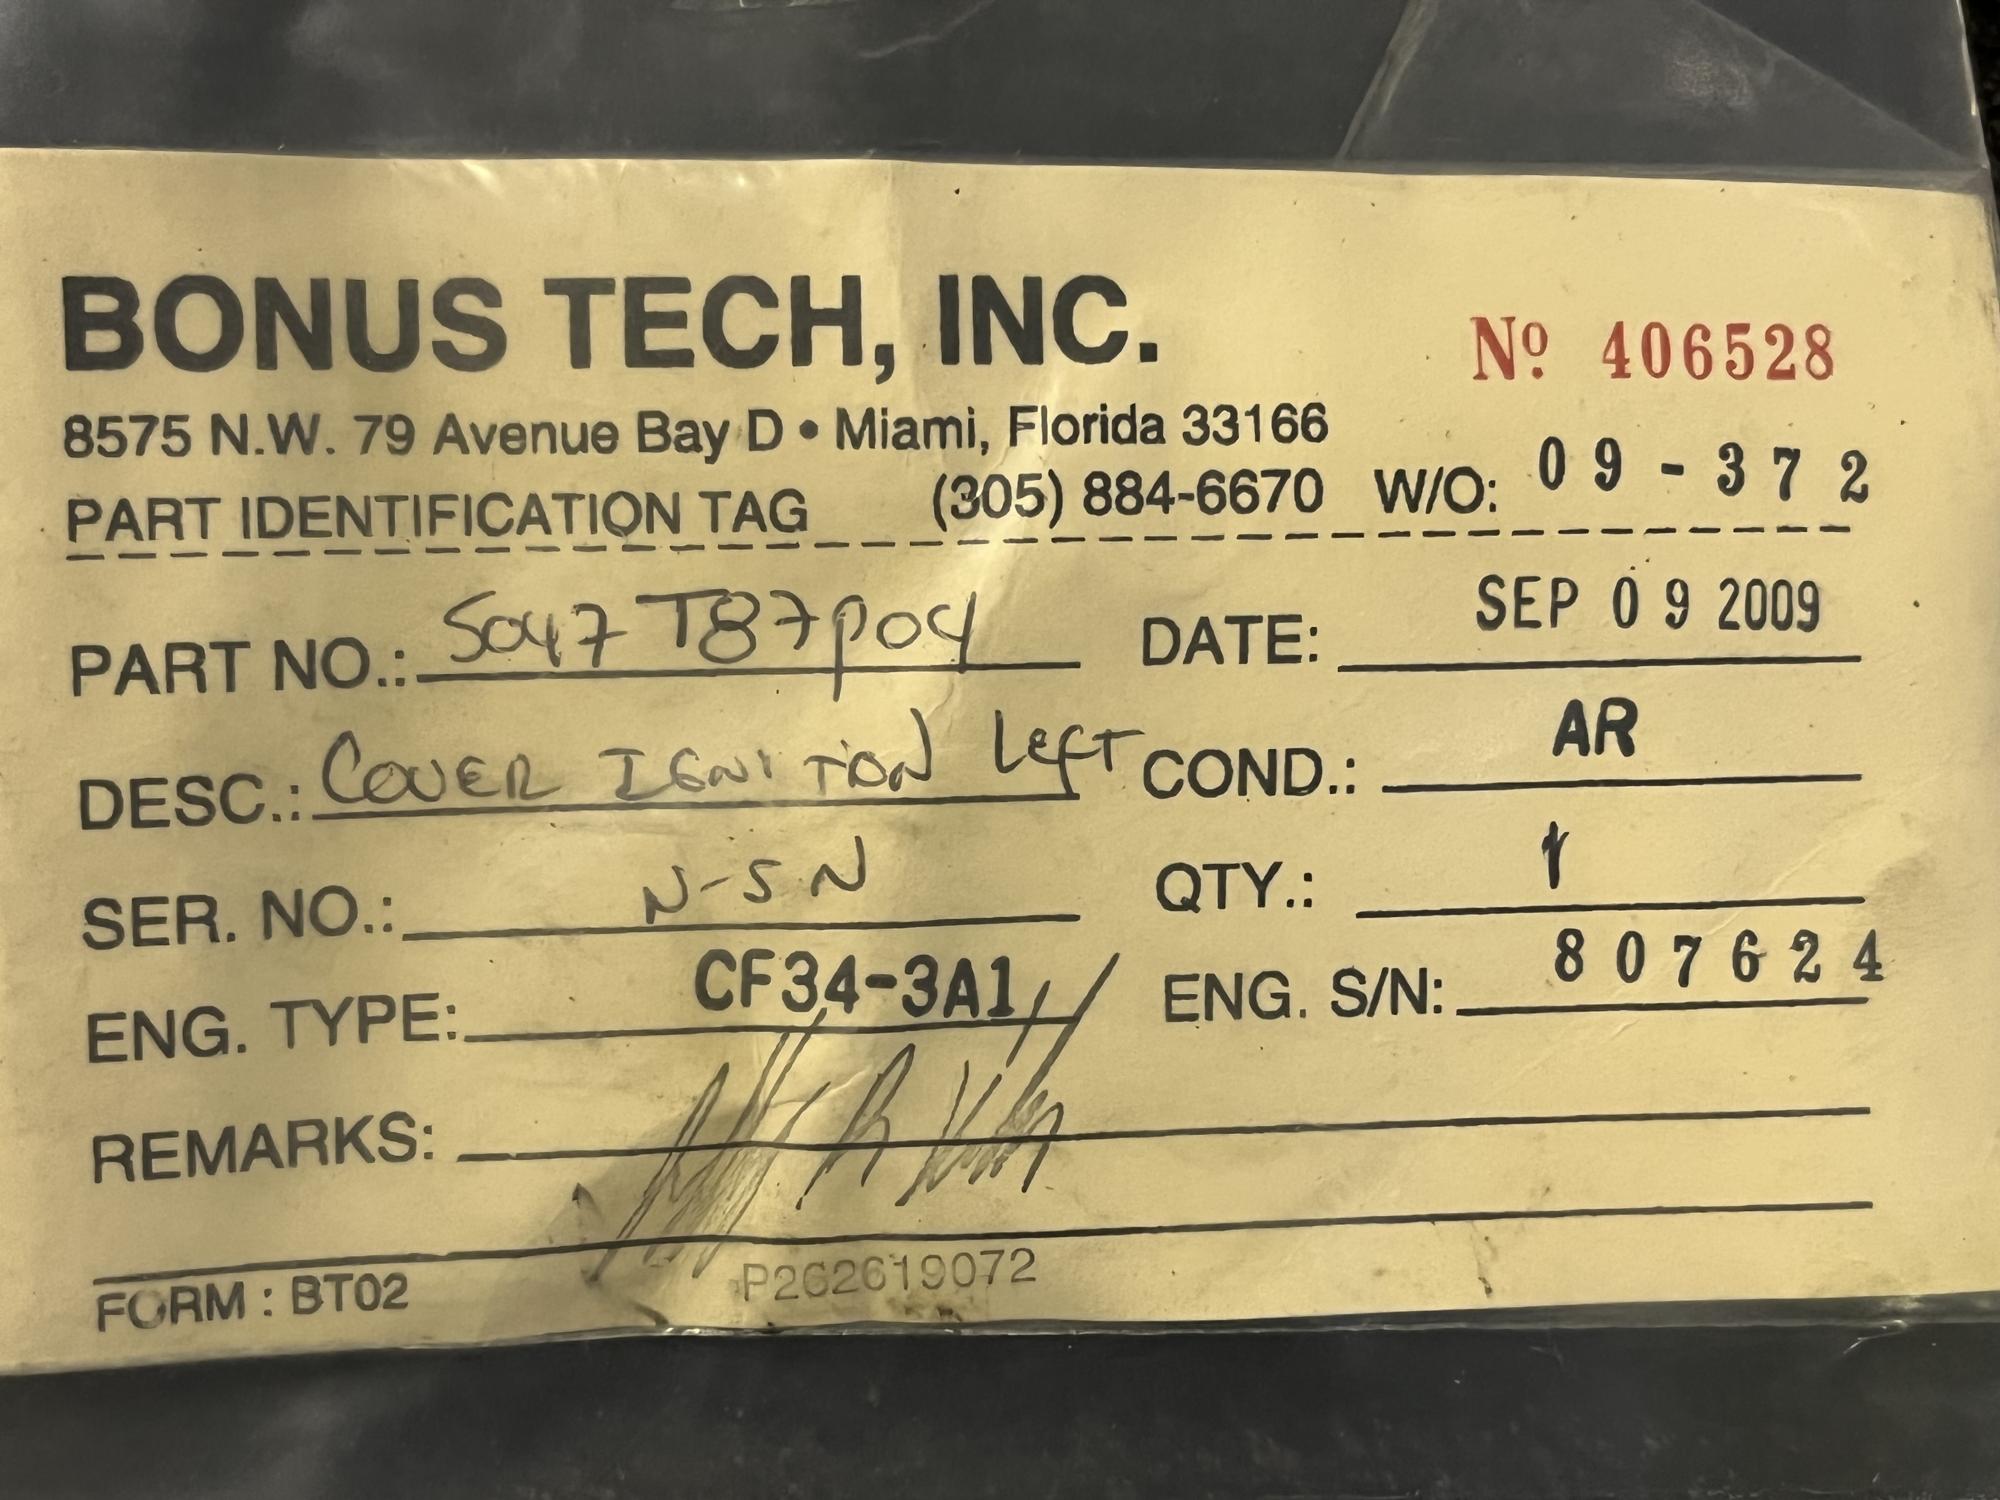 BONUS TECH, INC.
Nº 406528
8575 N.W. 79 Avenue Bay D • Miami, Florida 33166
PART IDENTIFICATION TAG (305) 884-6670 W/O: 09-372
PART NO.: 5047T87P04 DATE: SEP 09 2009
DESC.: COVER IGNITION Left COND.: AR
SER. NO.: N-SN QTY.: 1
ENG. TYPE: CF34-3A1 ENG. S/N: 807624
REMARKS:
FORM : BT02 P262619072